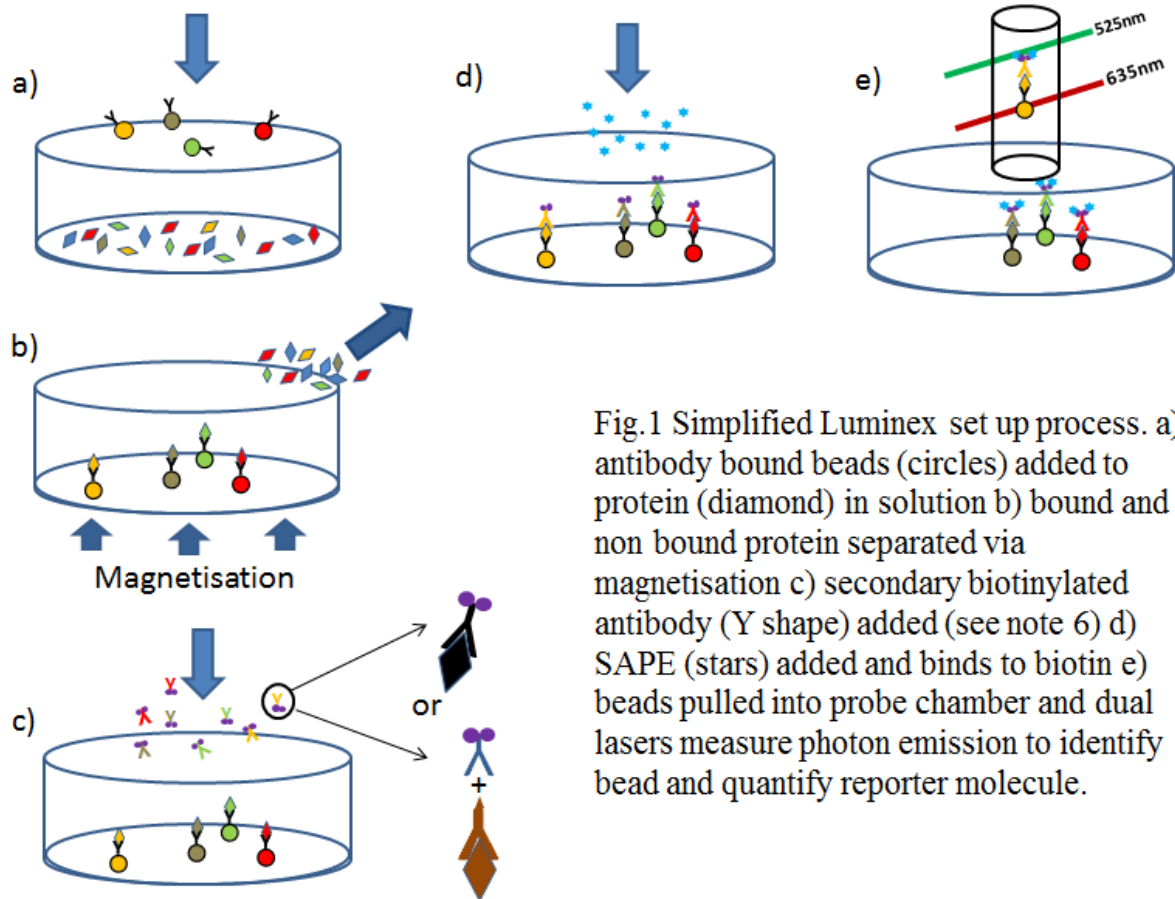 a)
b)
Magnetisation
c)
or
+
d)
e)
525nm
635nm
Fig.1 Simplified Luminex set up process. a)
antibody bound beads (circles) added to
protein (diamond) in solution b) bound and
non bound protein separated via
magnetisation c) secondary biotinylated
antibody (Y shape) added (see note 6) d)
SAPE (stars) added and binds to biotin e)
beads pulled into probe chamber and dual
lasers measure photon emission to identify
bead and quantify reporter molecule.